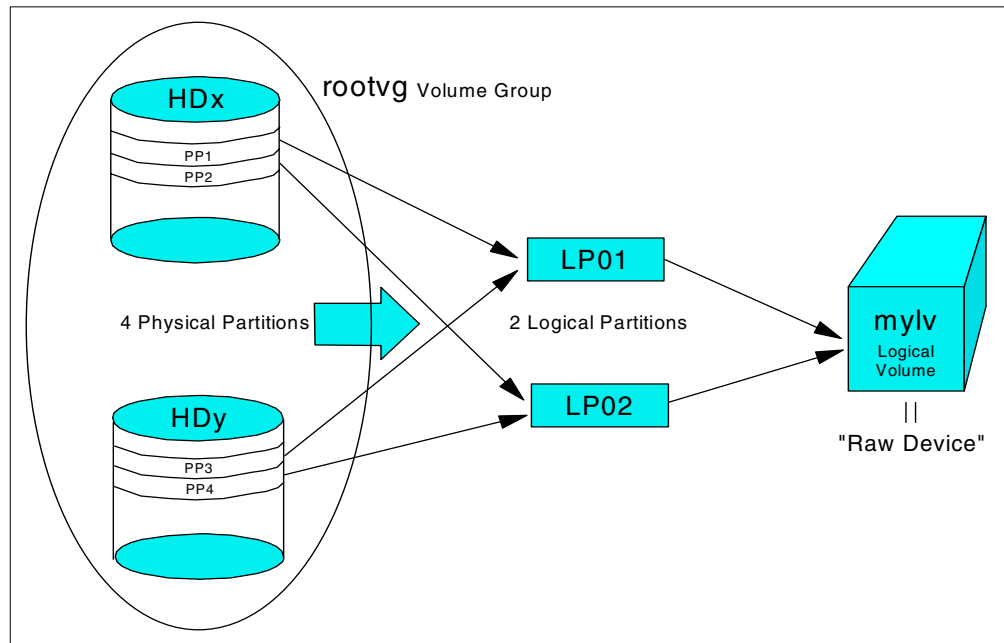 rootvg Volume Group
HDx
PP1
PP2
4 Physical Partitions
HDy
PP3
PP4
LP01
2 Logical Partitions
LP02
mylv
Logical
Volume
||
"Raw Device"